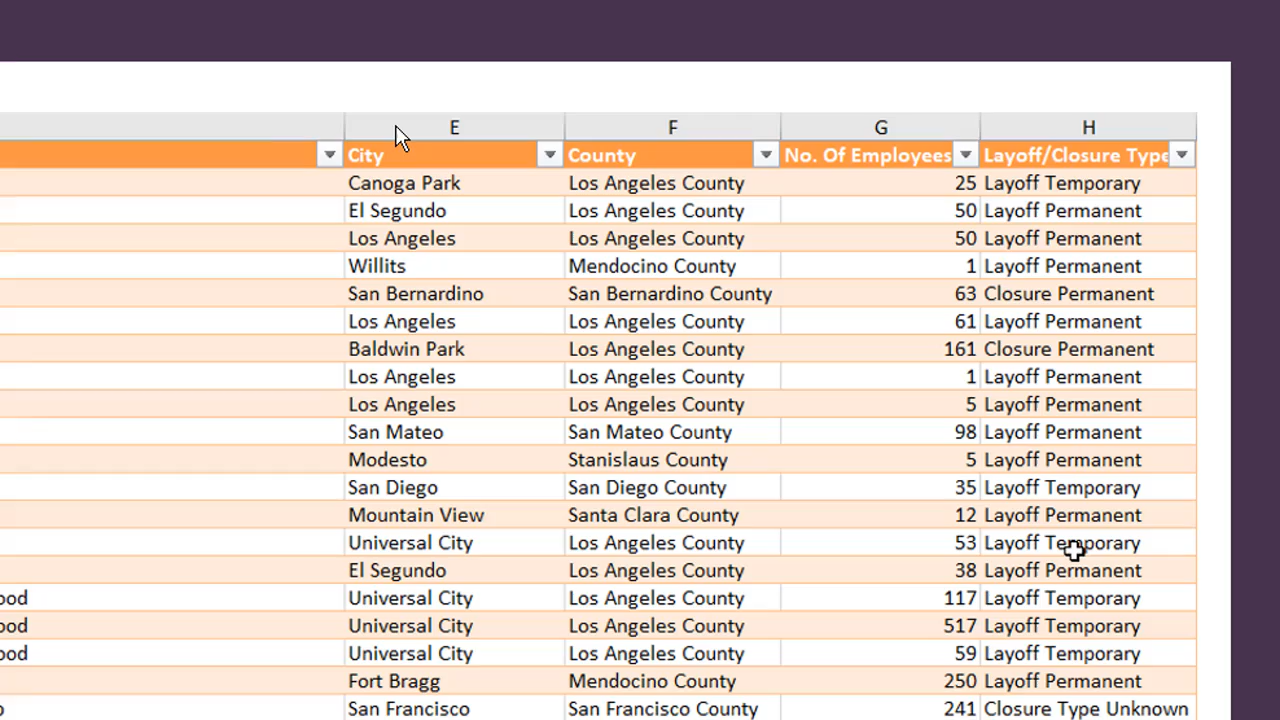 E F G H
City County No. Of Employees Layoff/Closure Type
Canoga Park Los Angeles County 25 Layoff Temporary
El Segundo Los Angeles County 50 Layoff Permanent
Los Angeles Los Angeles County 50 Layoff Permanent
Willits Mendocino County 1 Layoff Permanent
San Bernardino San Bernardino County 63 Closure Permanent
Los Angeles Los Angeles County 61 Layoff Permanent
Baldwin Park Los Angeles County 161 Closure Permanent
Los Angeles Los Angeles County 1 Layoff Permanent
Los Angeles Los Angeles County 5 Layoff Permanent
San Mateo San Mateo County 98 Layoff Permanent
Modesto Stanislaus County 5 Layoff Permanent
San Diego San Diego County 35 Layoff Temporary
Mountain View Santa Clara County 12 Layoff Permanent
Universal City Los Angeles County 53 Layoff Temporary
El Segundo Los Angeles County 38 Layoff Permanent
ood Universal City Los Angeles County 117 Layoff Temporary
ood Universal City Los Angeles County 517 Layoff Temporary
ood Universal City Los Angeles County 59 Layoff Temporary
Fort Bragg Mendocino County 250 Layoff Permanent
o San Francisco San Francisco County 241 Closure Type Unknown